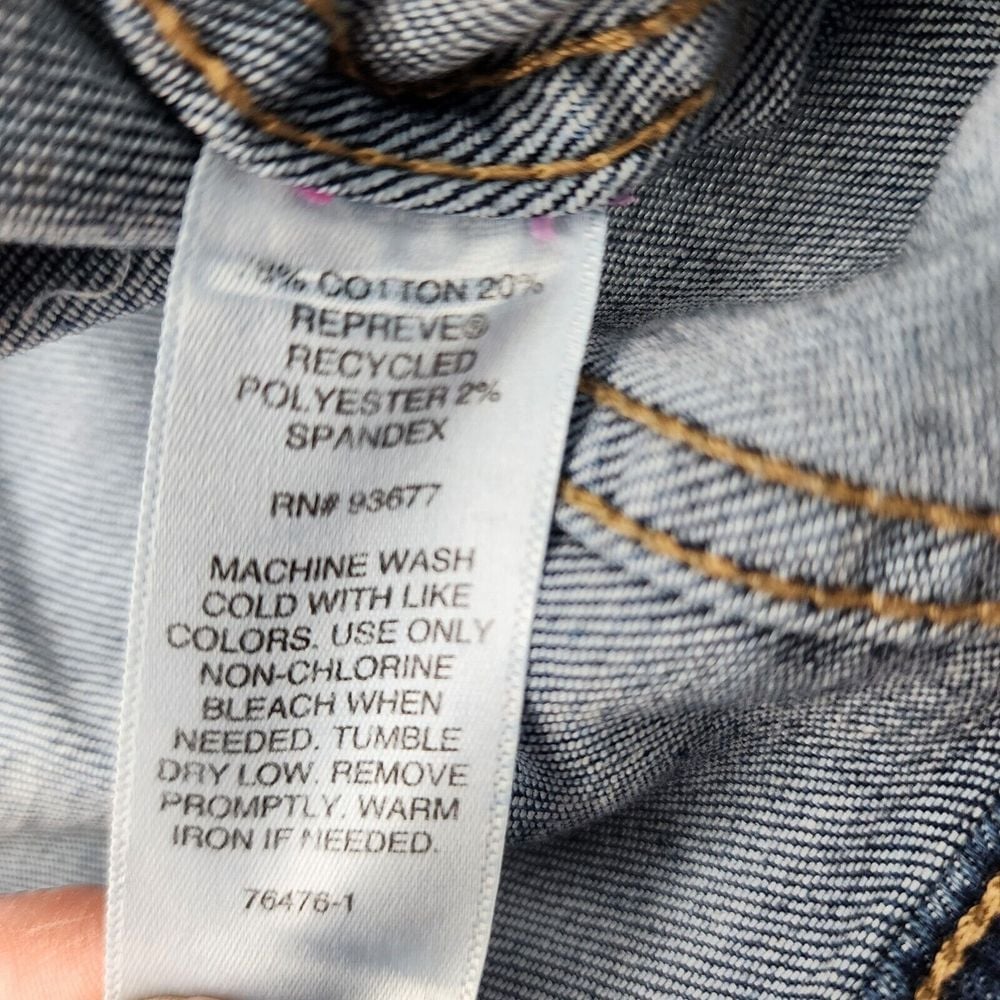 % COTTON 20%
REPREVE®
RECYCLED
POLYESTER 2%
SPANDEX
RN# 93677
MACHINE WASH
COLD WITH LIKE
COLORS. USE ONLY
NON-CHLORINE
BLEACH WHEN
NEEDED. TUMBLE
DRY LOW. REMOVE
PROMPTLY. WARM
IRON IF NEEDED.
76476-1